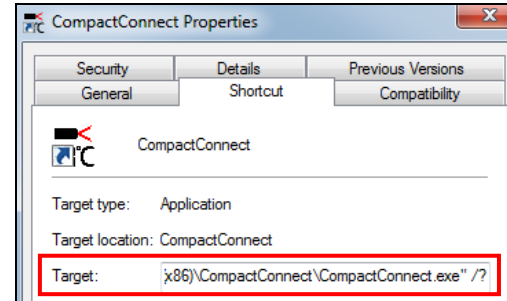 CompactConnect Properties
Security Details Previous Versions
General Shortcut Compatibility
°C CompactConnect
Target type: Application
Target location: CompactConnect
Target: x86)\CompactConnect\CompactConnect.exe" /?